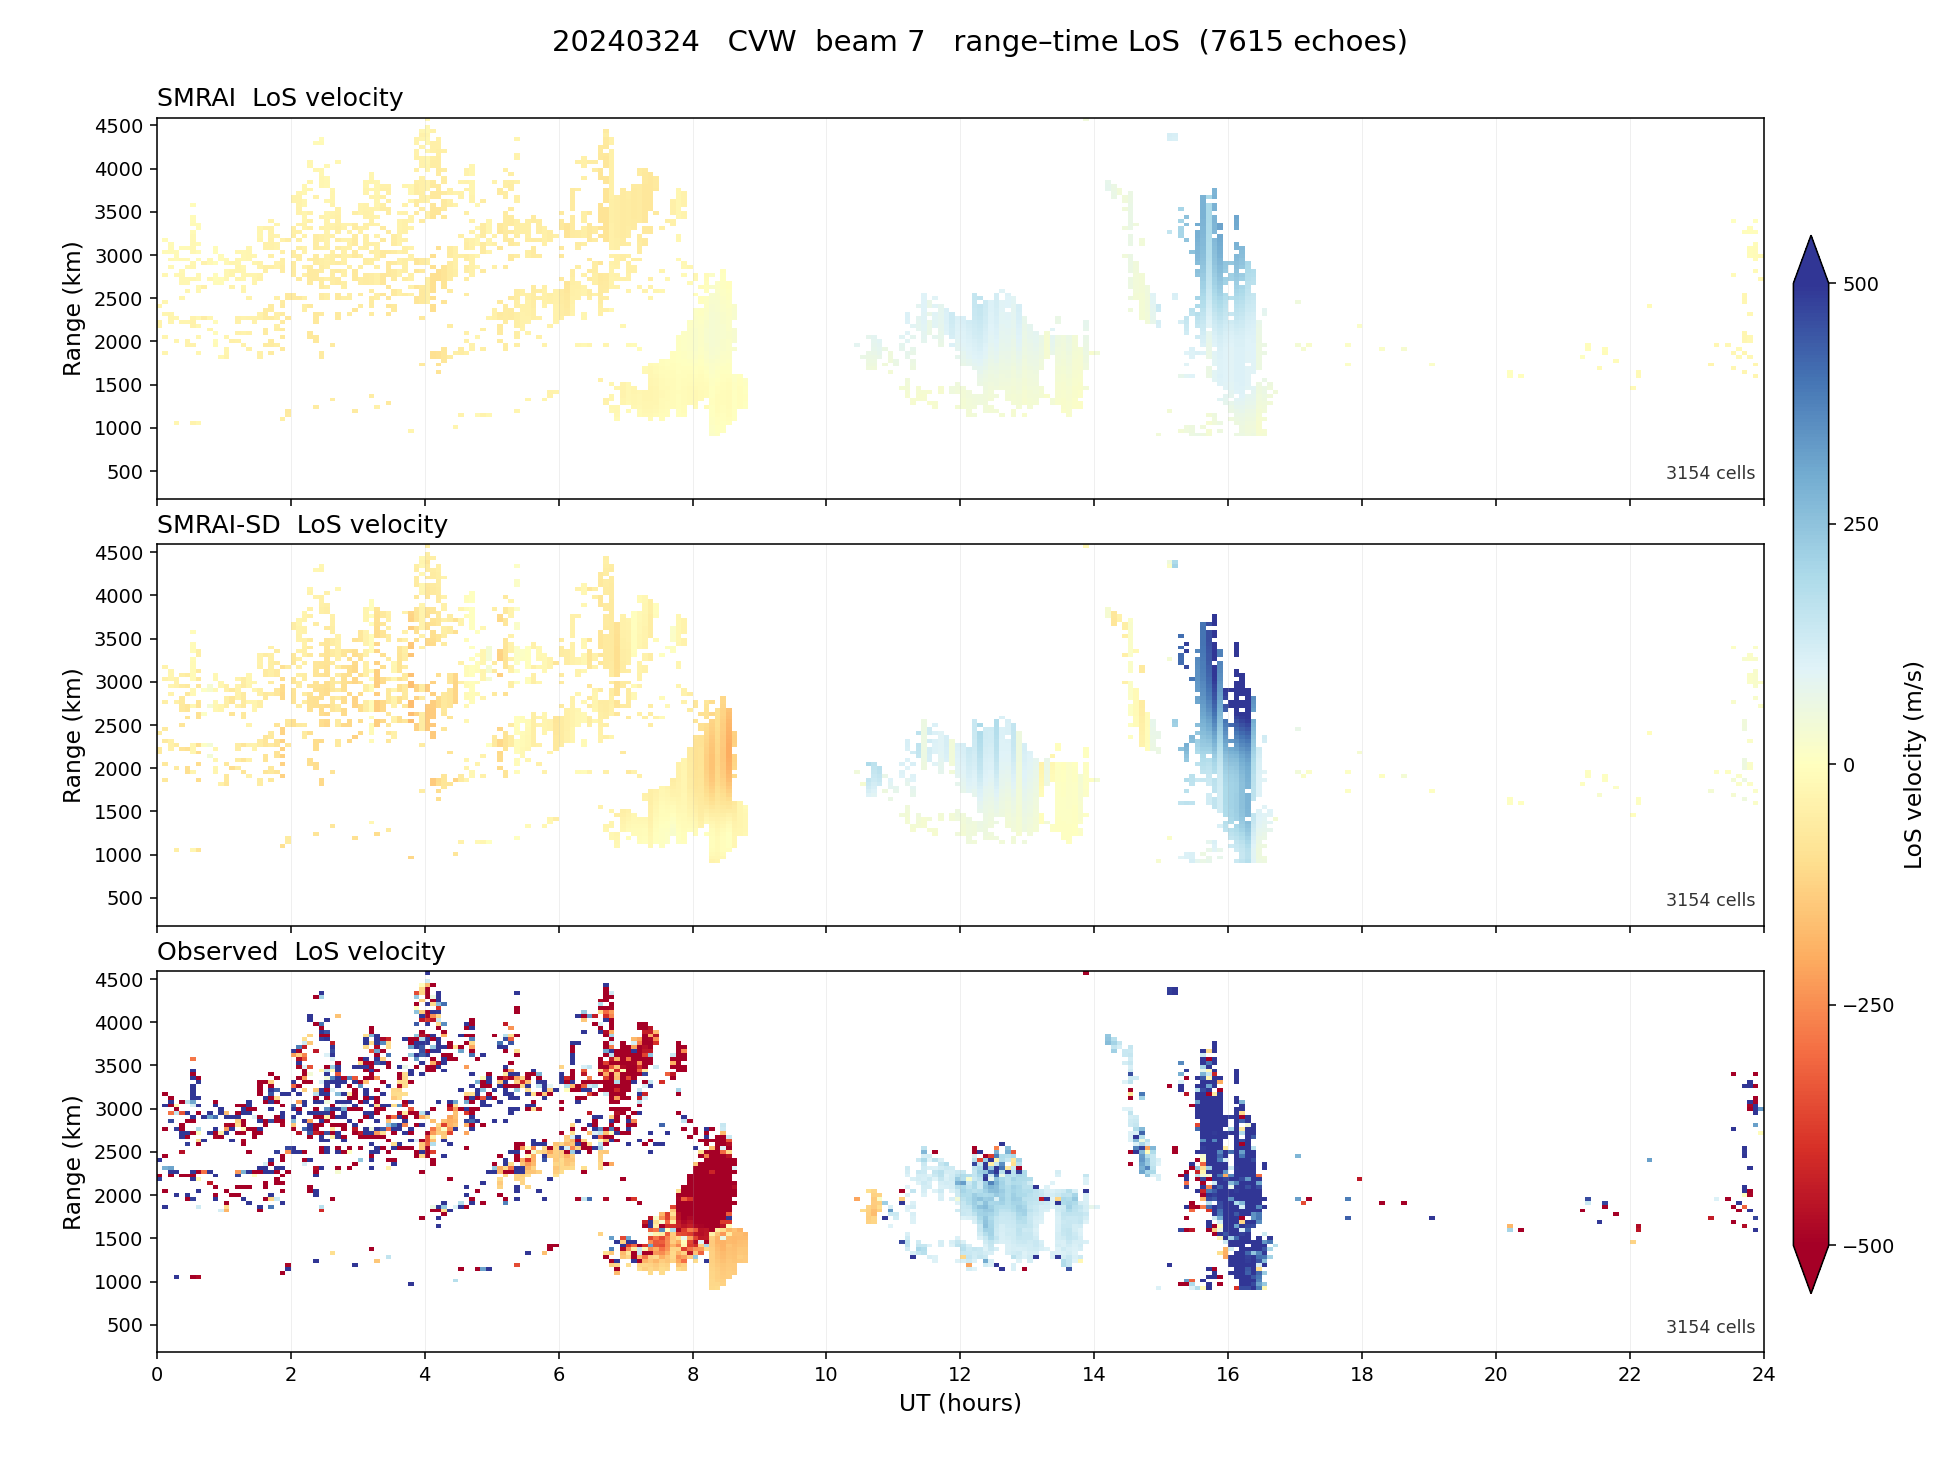 20240324   CVW  beam 7   range–time LoS  (7615 echoes)
SMRAI  LoS velocity
4500
4000
3500
3000
2500
2000
1500
1000
500
Range (km)
3154 cells
SMRAI-SD  LoS velocity
4500
4000
3500
3000
2500
2000
1500
1000
500
Range (km)
3154 cells
Observed  LoS velocity
4500
4000
3500
3000
2500
2000
1500
1000
500
Range (km)
3154 cells
0 2 4 6 8 10 12 14 16 18 20 22 24
UT (hours)
500
250
0
−250
−500
LoS velocity (m/s)